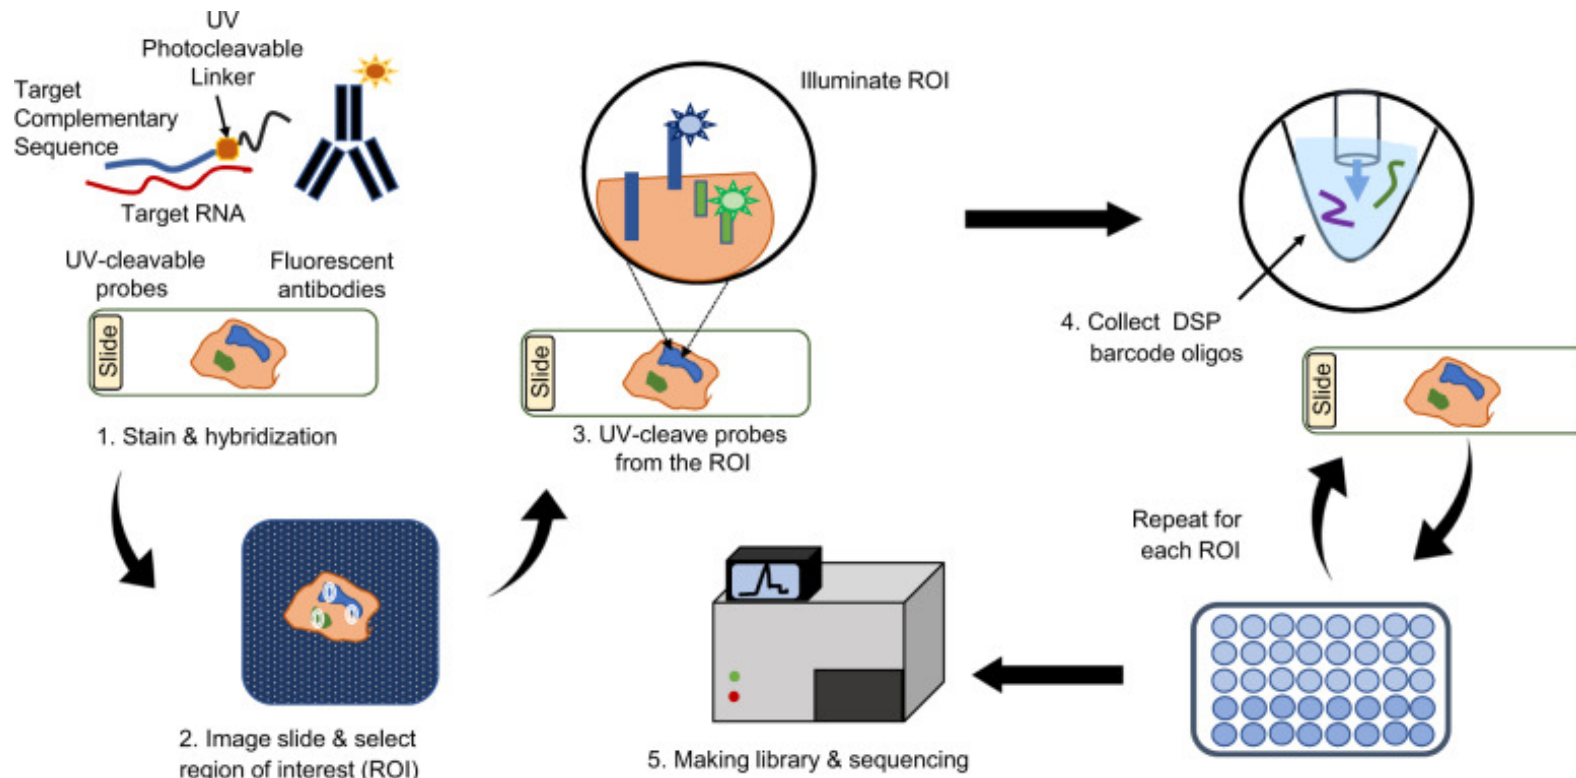 UV
Photocleavable
Linker
Target
Complementary
Sequence
Target RNA
UV-cleavable
probes
Fluorescent
antibodies
Slide
1. Stain & hybridization
2. Image slide & select
region of interest (ROI)
Illuminate ROI
Slide
3. UV-cleave probes
from the ROI
4. Collect DSP
barcode oligos
Slide
Repeat for
each ROI
5. Making library & sequencing